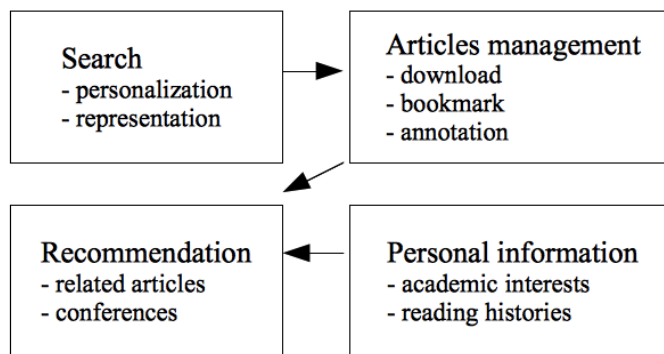 Search
- personalization
- representation
Articles management
- download
- bookmark
- annotation
Recommendation
- related articles
- conferences
Personal information
- academic interests
- reading histories